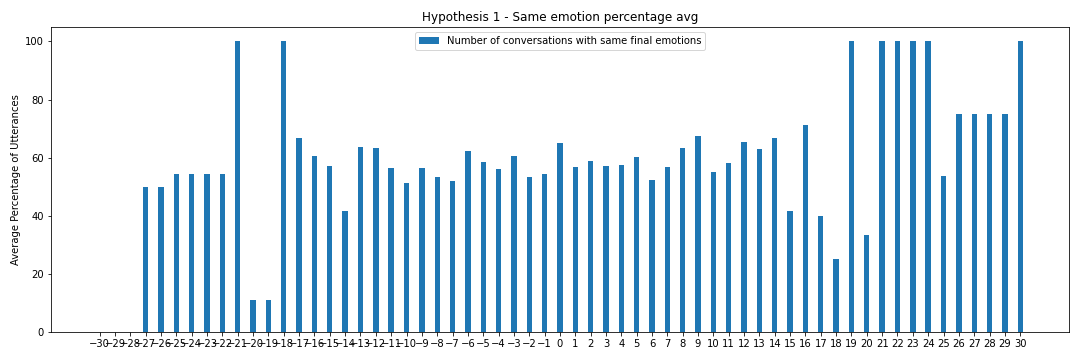 Hypothesis 1 - Same emotion percentage avg
Number of conversations with same final emotions
Average Percentage of Utterances
100
80
60
40
20
0
−30 −29 −28 −27 −26 −25 −24 −23 −22 −21 −20 −19 −18 −17 −16 −15 −14 −13 −12 −11 −10 −9 −8 −7 −6 −5 −4 −3 −2 −1 0 1 2 3 4 5 6 7 8 9 10 11 12 13 14 15 16 17 18 19 20 21 22 23 24 25 26 27 28 29 30